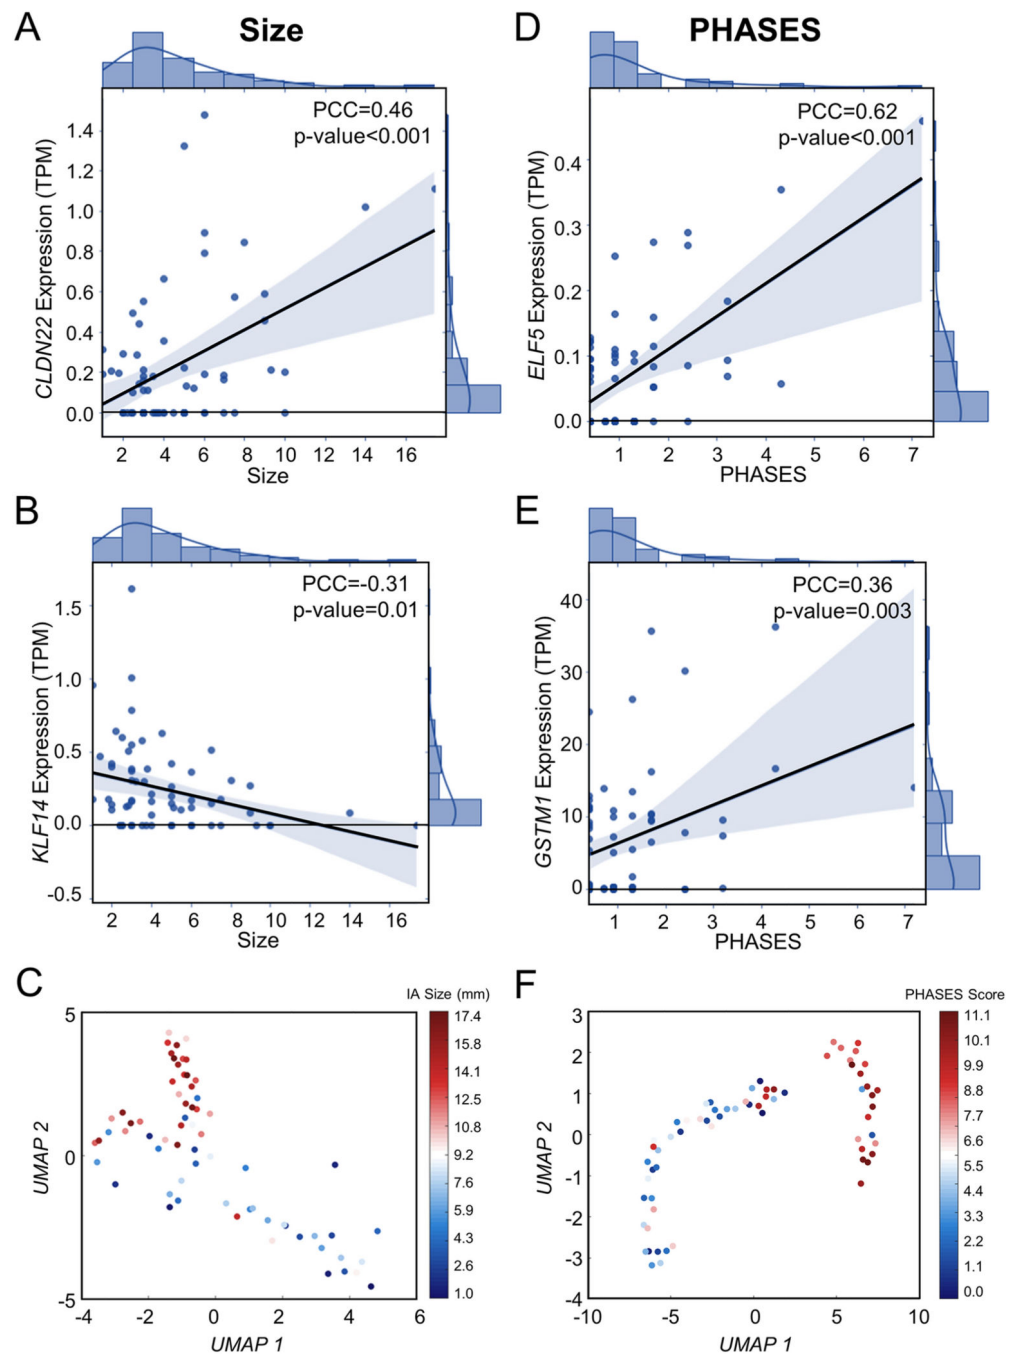 A
Size
PCC=0.46
p-value<0.001
CLDN22 Expression (TPM)
1.4
1.2
1.0
0.8
0.6
0.4
0.2
0.0
2 4 6 8 10 12 14 16
Size
D
PHASES
PCC=0.62
p-value<0.001
ELF5 Expression (TPM)
0.4
0.3
0.2
0.1
0.0
1 2 3 4 5 6 7
PHASES
B
PCC=-0.31
p-value=0.01
KLF14 Expression (TPM)
1.5
1.0
0.5
0.0
-0.5
2 4 6 8 10 12 14 16
Size
E
PCC=0.36
p-value=0.003
GSTM1 Expression (TPM)
40
30
20
10
0
1 2 3 4 5 6 7
PHASES
C
IA Size (mm)
UMAP 2
5
0
-5
-4 -2 0 2 4 6
UMAP 1
17.4
15.8
14.1
12.4
10.8
9.2
7.6
5.9
4.3
2.6
1.0
F
PHASES Score
UMAP 2
3
2
1
0
-1
-2
-3
-4
-10 -5 0 5 10
UMAP 1
11.1
10.1
9.9
8.8
7.7
6.6
5.5
4.4
3.3
2.2
1.1
0.0